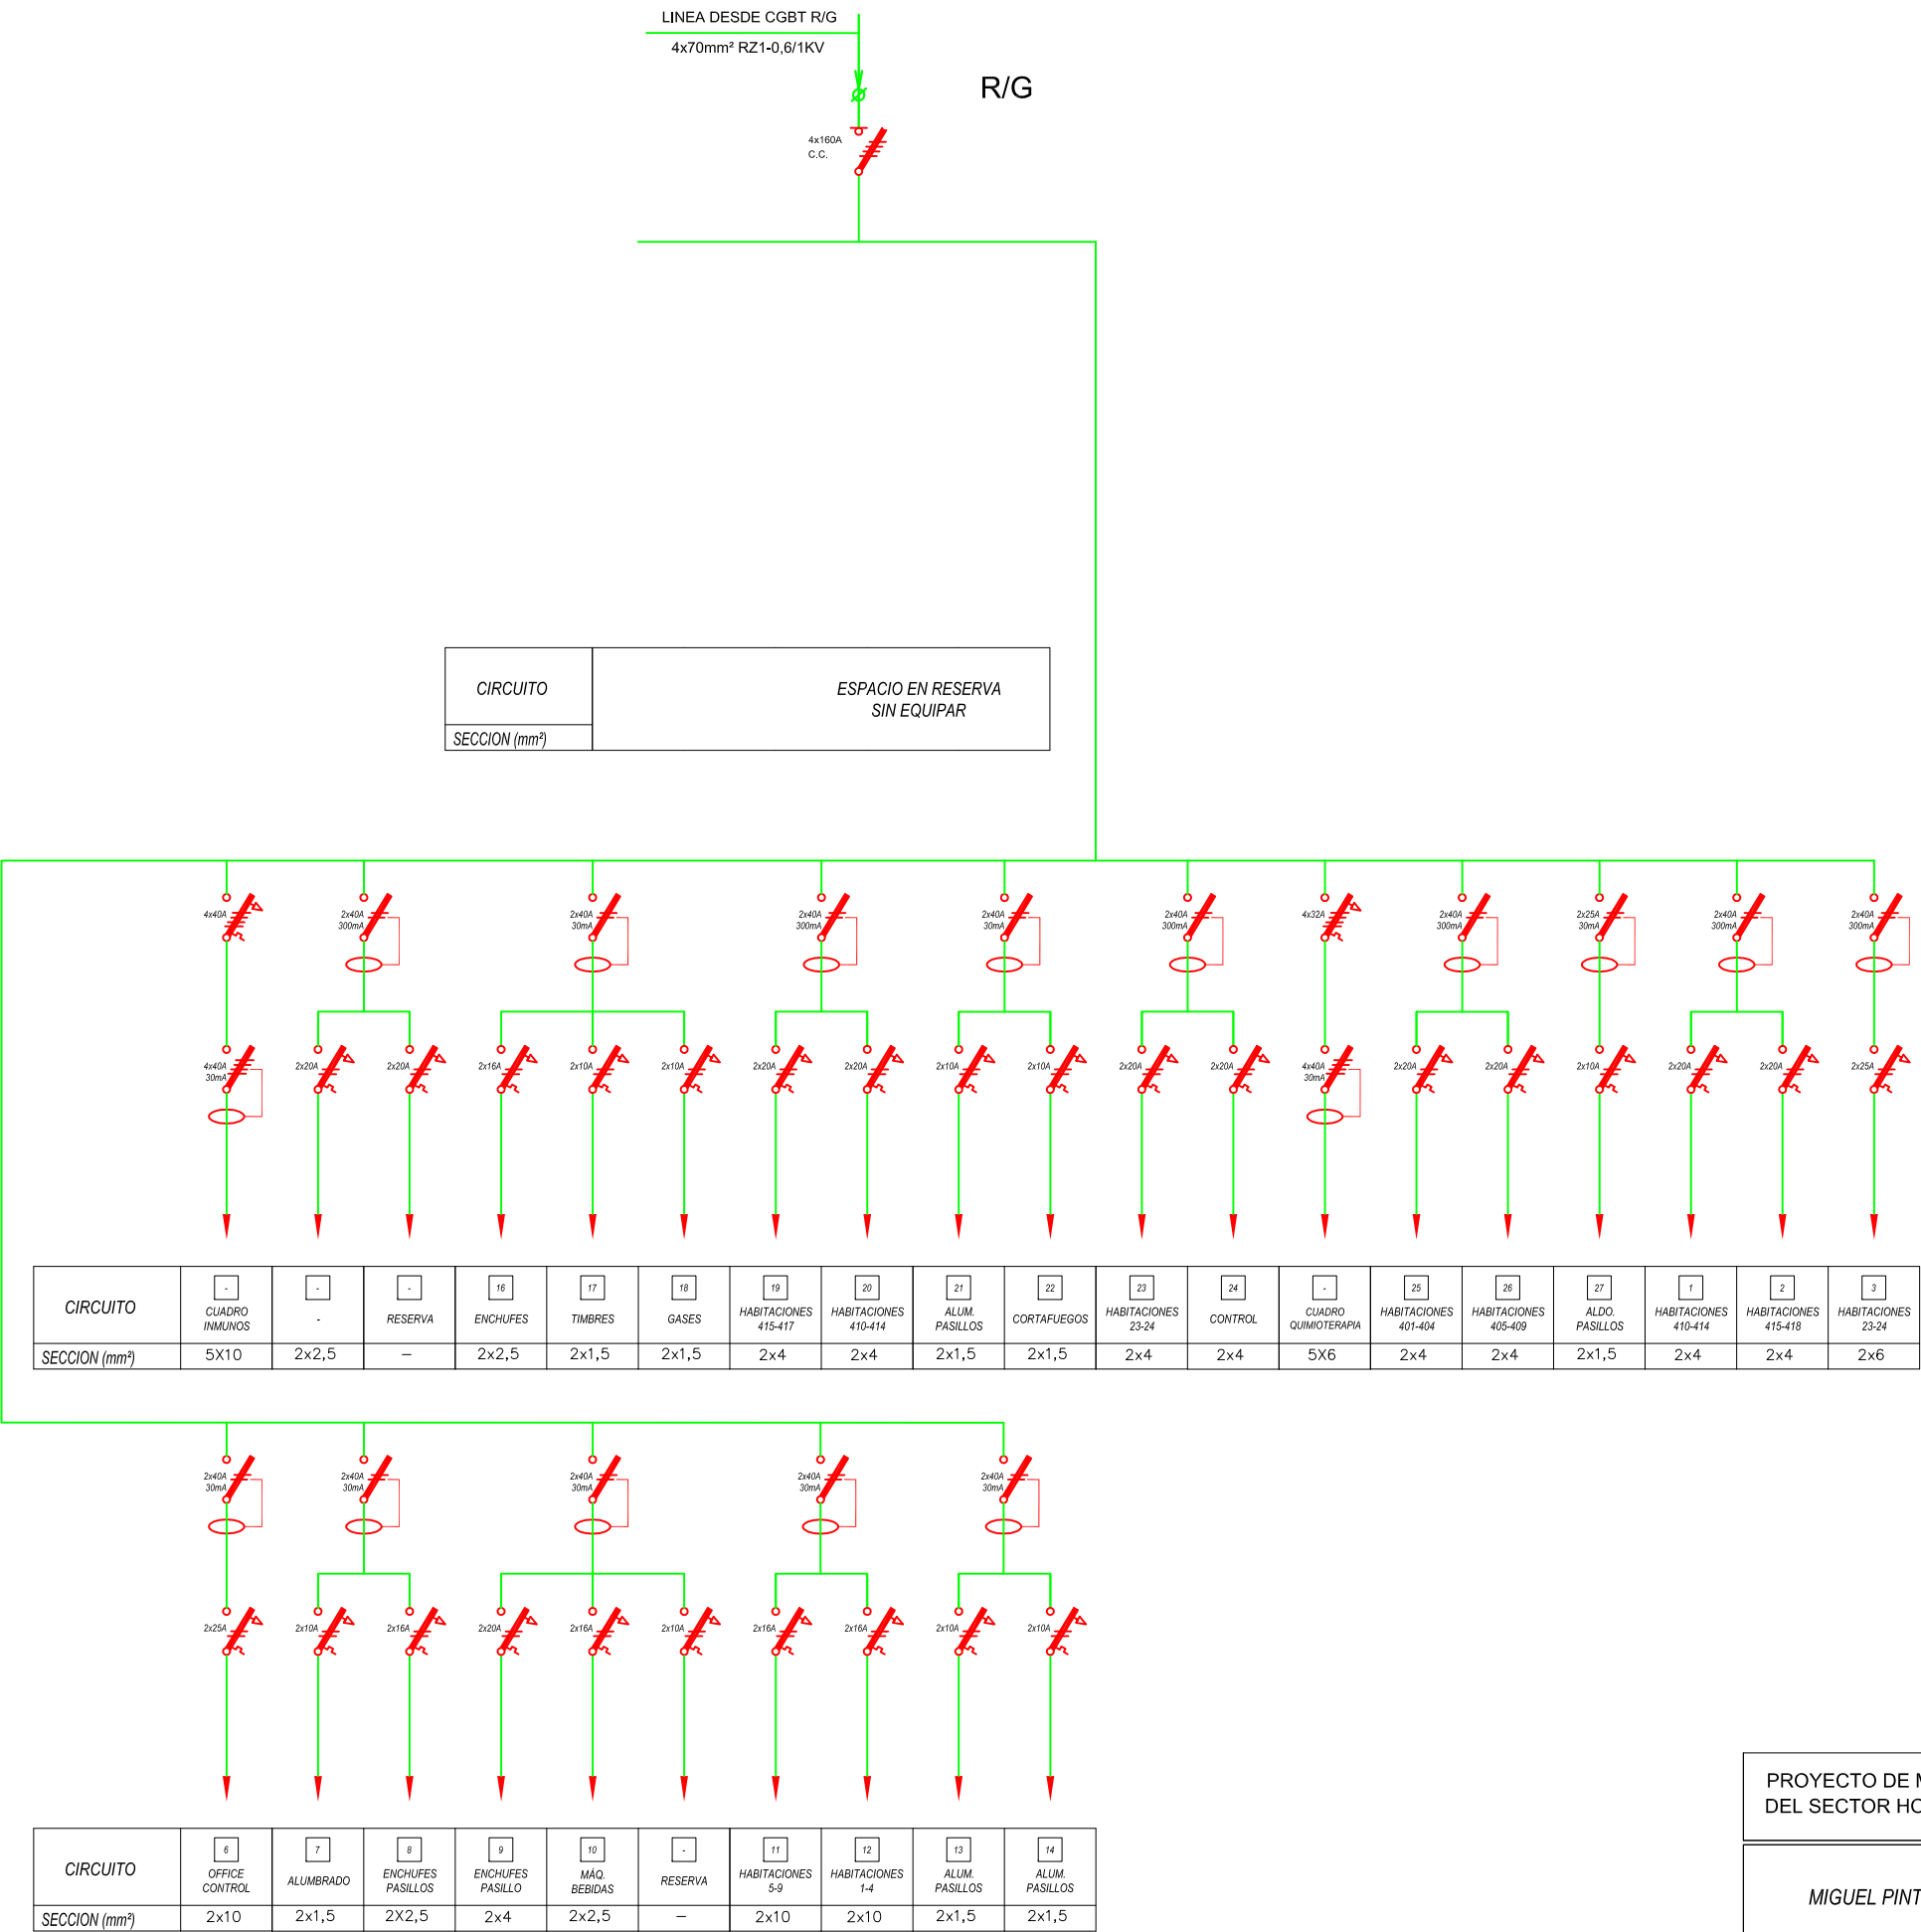 LINEA DESDE CGBT R/G
4x70mm² RZ1-0,6/1KV
R/G
4x160A
C.C.
CIRCUITO
ESPACIO EN RESERVA
SIN EQUIPAR
SECCION (mm²)
4x40A
2x40A
300mA
2x40A
30mA
2x40A
300mA
2x40A
30mA
2x40A
300mA
4x32A
2x40A
300mA
2x25A
30mA
2x40A
300mA
2x40A
300mA
4x40A
30mA
2x20A
2x20A
2x16A
2x10A
2x10A
2x20A
2x20A
2x10A
2x10A
2x20A
2x20A
4x40A
30mA
2x20A
2x20A
2x10A
2x20A
2x20A
2x25A
CIRCUITO
-
CUADRO
INMUNOS
-
-
-
RESERVA
16
ENCHUFES
17
TIMBRES
18
GASES
19
HABITACIONES
415-417
20
HABITACIONES
410-414
21
ALUM.
PASILLOS
22
CORTAFUEGOS
23
HABITACIONES
23-24
24
CONTROL
-
CUADRO
QUIMIOTERAPIA
25
HABITACIONES
401-404
26
HABITACIONES
405-409
27
ALDO.
PASILLOS
1
HABITACIONES
410-414
2
HABITACIONES
415-418
3
HABITACIONES
23-24
SECCION (mm²) 5X10 2x2,5 – 2x2,5 2x1,5 2x1,5 2x4 2x4 2x1,5 2x1,5 2x4 2x4 5X6 2x4 2x4 2x1,5 2x4 2x4 2x6
2x40A
30mA
2x40A
30mA
2x40A
30mA
2x40A
30mA
2x40A
30mA
2x25A
2x10A
2x16A
2x20A
2x16A
2x10A
2x16A
2x16A
2x10A
2x10A
CIRCUITO
6
OFFICE
CONTROL
7
ALUMBRADO
8
ENCHUFES
PASILLOS
9
ENCHUFES
PASILLO
10
MÁQ.
BEBIDAS
-
RESERVA
11
HABITACIONES
5-9
12
HABITACIONES
1-4
13
ALUM.
PASILLOS
14
ALUM.
PASILLOS
SECCION (mm²) 2x10 2x1,5 2X2,5 2x4 2x2,5 – 2x10 2x10 2x1,5 2x1,5
PROYECTO DE
DEL SECTOR
MIGUEL